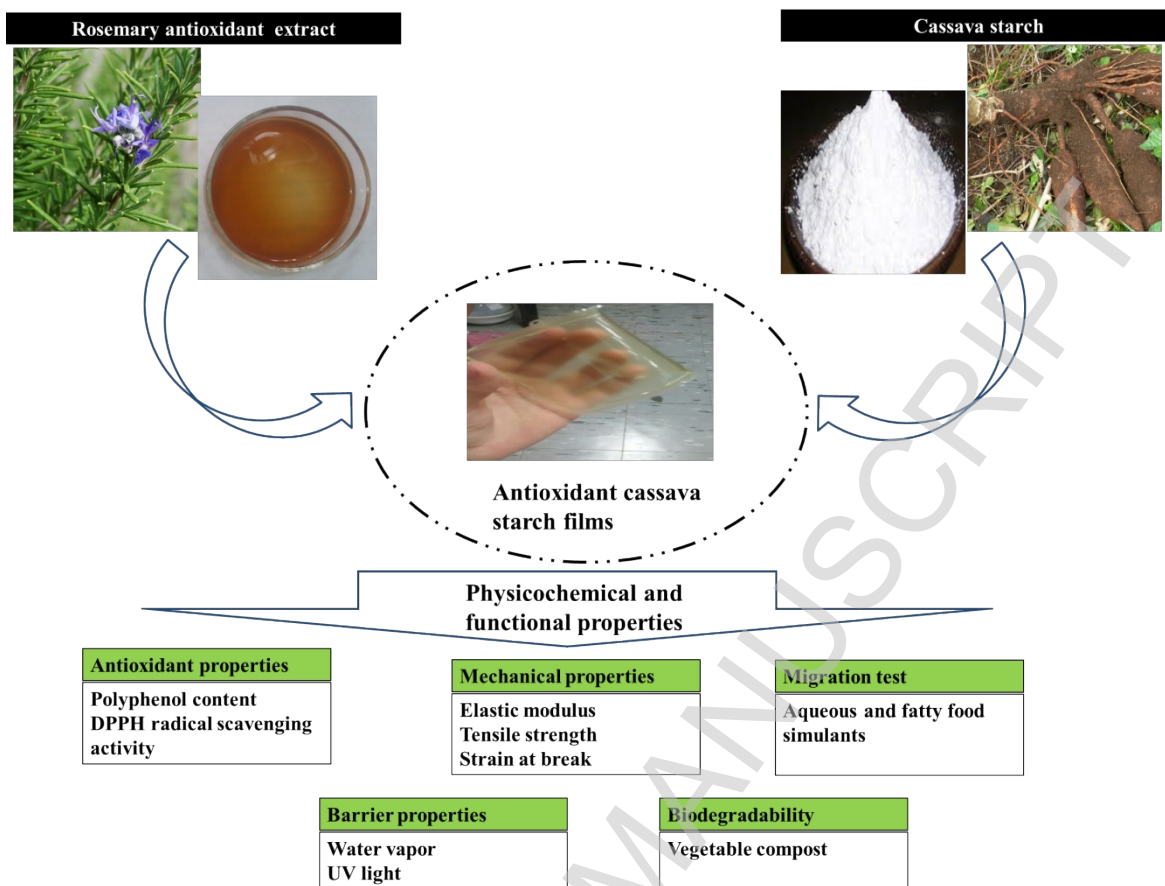 Rosemary antioxidant extract
Cassava starch
Antioxidant cassava
starch films
Physicochemical and
functional properties
Antioxidant properties
Polyphenol content
DPPH radical scavenging
activity
Mechanical properties
Elastic modulus
Tensile strength
Strain at break
Migration test
Aqueous and fatty food
simulants
Barrier properties
Water vapor
UV light
Biodegradability
Vegetable compost
MANUSCRIPT